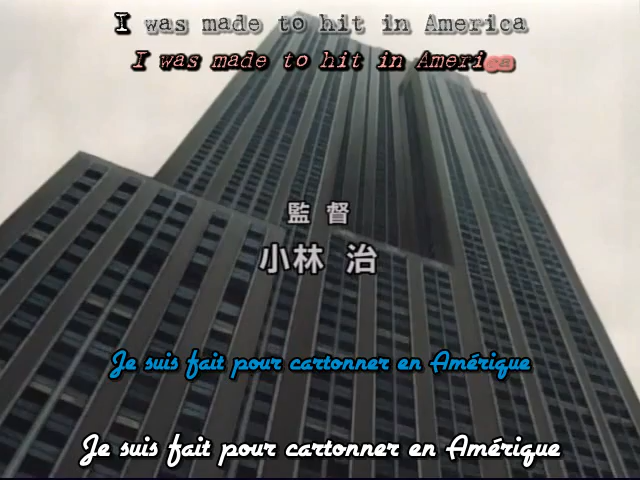 I was made to hit in America
I was made to hit in America
監督
小林 治
Je suis fait pour cartonner en Amérique
Je suis fait pour cartonner en Amérique